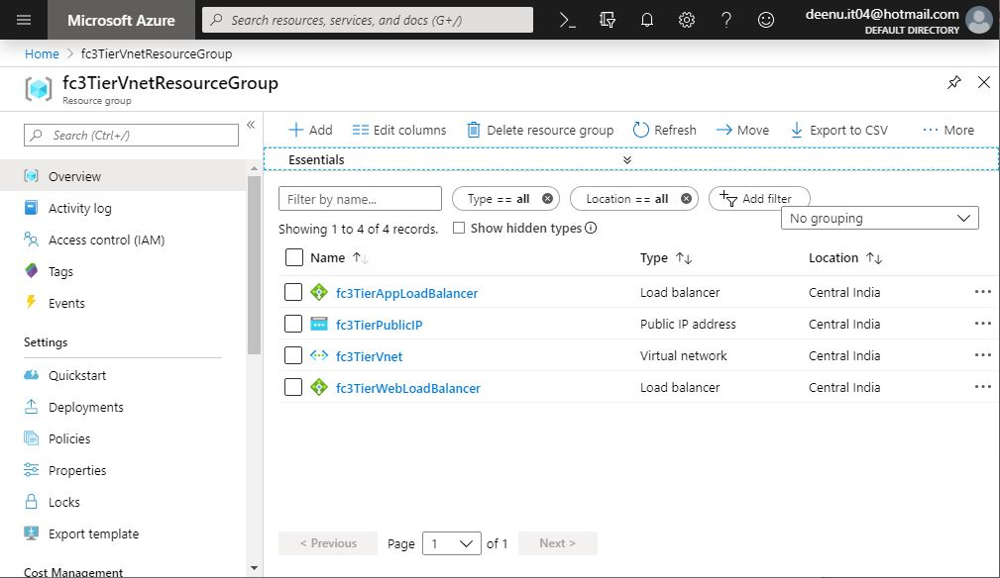 Microsoft Azure
Search resources, services, and docs (G+/)
deenu.it04@hotmail.com
DEFAULT DIRECTORY
Home > fc3TierVnetResourceGroup
fc3TierVnetResourceGroup
Resource group
Search (Ctrl+/)
Overview
Activity log
Access control (IAM)
Tags
Events
Settings
Quickstart
Deployments
Policies
Properties
Locks
Export template
Cost Management
Add Edit columns Delete resource group Refresh Move Export to CSV ··· More
Essentials
Filter by name... Type == all Location == all Add filter
No grouping
Showing 1 to 4 of 4 records. Show hidden types
Name Type Location
fc3TierAppLoadBalancer Load balancer Central India
fc3TierPublicIP Public IP address Central India
fc3TierVnet Virtual network Central India
fc3TierWebLoadBalancer Load balancer Central India
< Previous Page 1 of 1 Next >